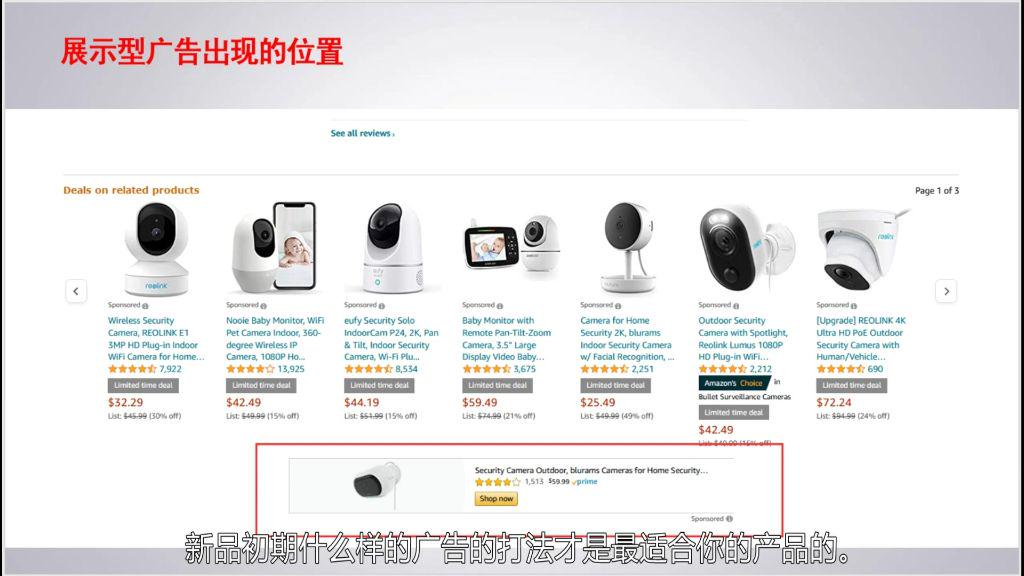 展示型广告出现的位置
See all reviews ›
Deals on related products
Page 1 of 3
reolink
Sponsored
Wireless Security
Camera, REOLINK E1
3MP HD Plug-in Indoor
WiFi Camera for Home...
7,922
Limited time deal
$32.29
List: $45.99 (30% off)
Sponsored
Nooie Baby Monitor, WiFi
Pet Camera Indoor, 360-
degree Wireless IP
Camera, 1080P Ho...
13,925
Limited time deal
$42.49
List: $49.99 (15% off)
eufy
Sponsored
eufy Security Solo
IndoorCam P24, 2K, Pan
& Tilt, Indoor Security
Camera, Wi-Fi Plu...
8,534
Limited time deal
$44.19
List: $51.99 (15% off)
Sponsored
Baby Monitor with
Remote Pan-Tilt-Zoom
Camera, 3.5" Large
Display Video Baby...
3,675
Limited time deal
$59.49
List: $74.99 (21% off)
Sponsored
Camera for Home
Security 2K, blurams
Indoor Security Camera
w/ Facial Recognition, ...
2,251
Limited time deal
$25.49
List: $49.99 (49% off)
Sponsored
Outdoor Security
Camera with Spotlight,
Reolink Lumus 1080P
HD Plug-in WiFi...
2,212
Amazon's Choice in
Bullet Surveillance Cameras
Limited time deal
$42.49
List: $49.99 (15% off)
reolink
Sponsored
[Upgrade] REOLINK 4K
Ultra HD PoE Outdoor
Security Camera with
Human/Vehicle...
690
Limited time deal
$72.24
List: $94.99 (24% off)
Security Camera Outdoor, blurams Cameras for Home Security...
1,513 $59.99 prime
Shop now
Sponsored
新品初期什么样的广告的打法才是最适合你的产品的。